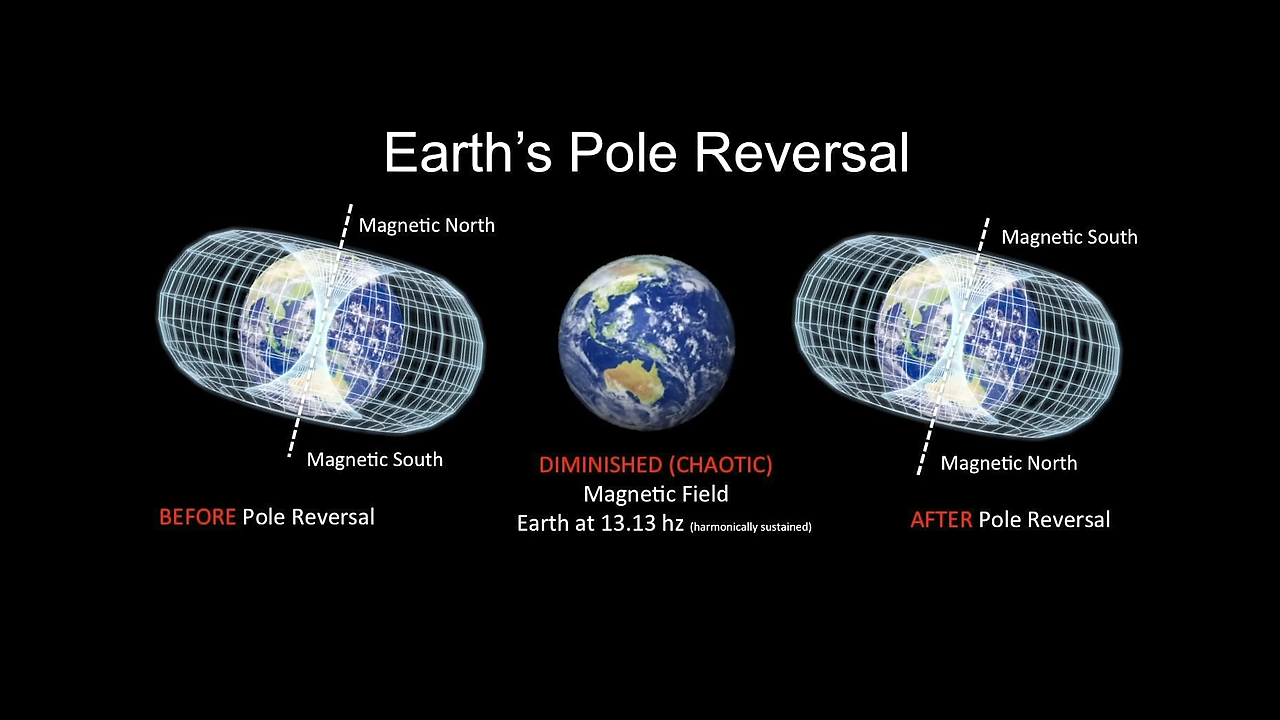 Earth's Pole Reversal
Magnetic North
Magnetic South
BEFORE Pole Reversal
DIMINISHED (CHAOTIC)
Magnetic Field
Earth at 13.13 hz (harmonically sustained)
Magnetic South
Magnetic North
AFTER Pole Reversal